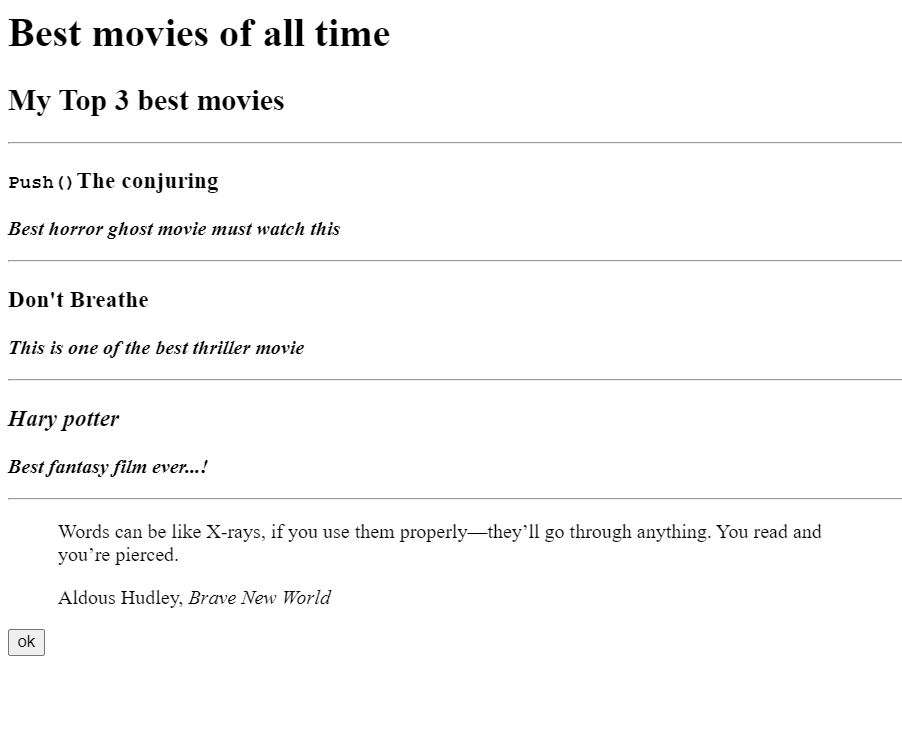 Best movies of all time
My Top 3 best movies
Push()The conjuring
Best horror ghost movie must watch this
Don't Breathe
This is one of the best thriller movie
Hary potter
Best fantasy film ever...!
Words can be like X-rays, if you use them properly—they’ll go through anything. You read and
you’re pierced.
Aldous Hudley, Brave New World
ok